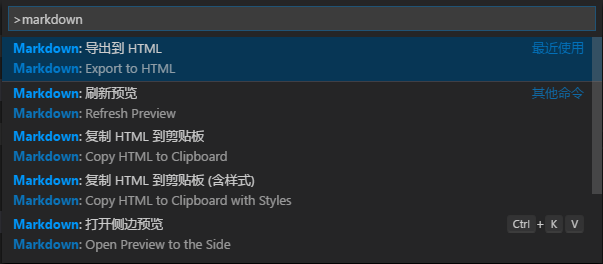 >markdown
Markdown: 导出到 HTML 最近使用
Markdown: Export to HTML
Markdown: 刷新预览 其他命令
Markdown: Refresh Preview
Markdown: 复制 HTML 到剪贴板
Markdown: Copy HTML to Clipboard
Markdown: 复制 HTML 到剪贴板 (含样式)
Markdown: Copy HTML to Clipboard with Styles
Markdown: 打开侧边预览 Ctrl + K V
Markdown: Open Preview to the Side